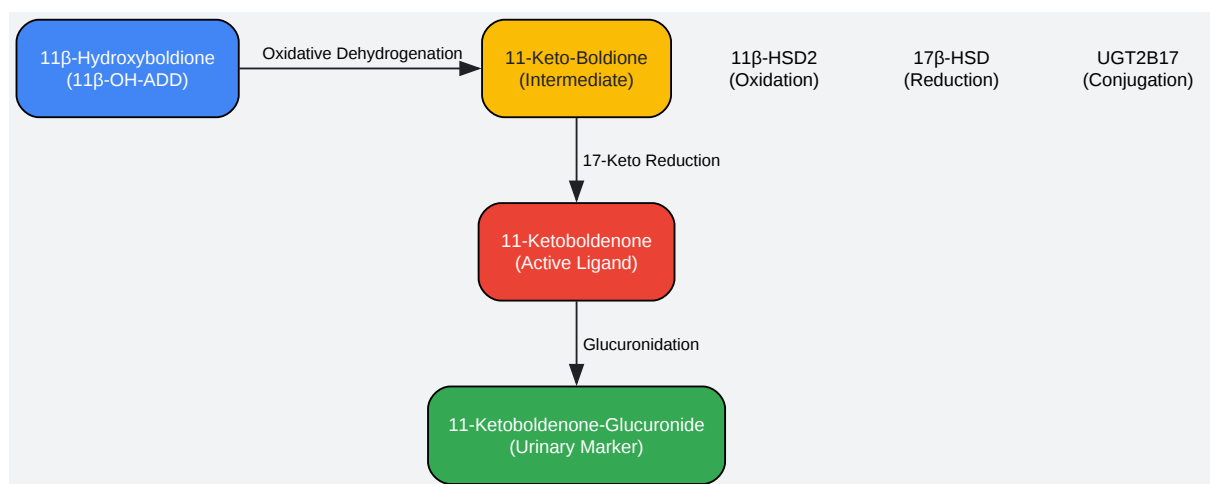 11β-Hydroxyboldione
(11β-OH-ADD)
Oxidative Dehydrogenation
11-Keto-Boldione
(Intermediate)
11β-HSD2
(Oxidation)
17β-HSD
(Reduction)
UGT2B17
(Conjugation)
17-Keto Reduction
11-Ketoboldenone
(Active Ligand)
Glucuronidation
11-Ketoboldenone-Glucuronide
(Urinary Marker)